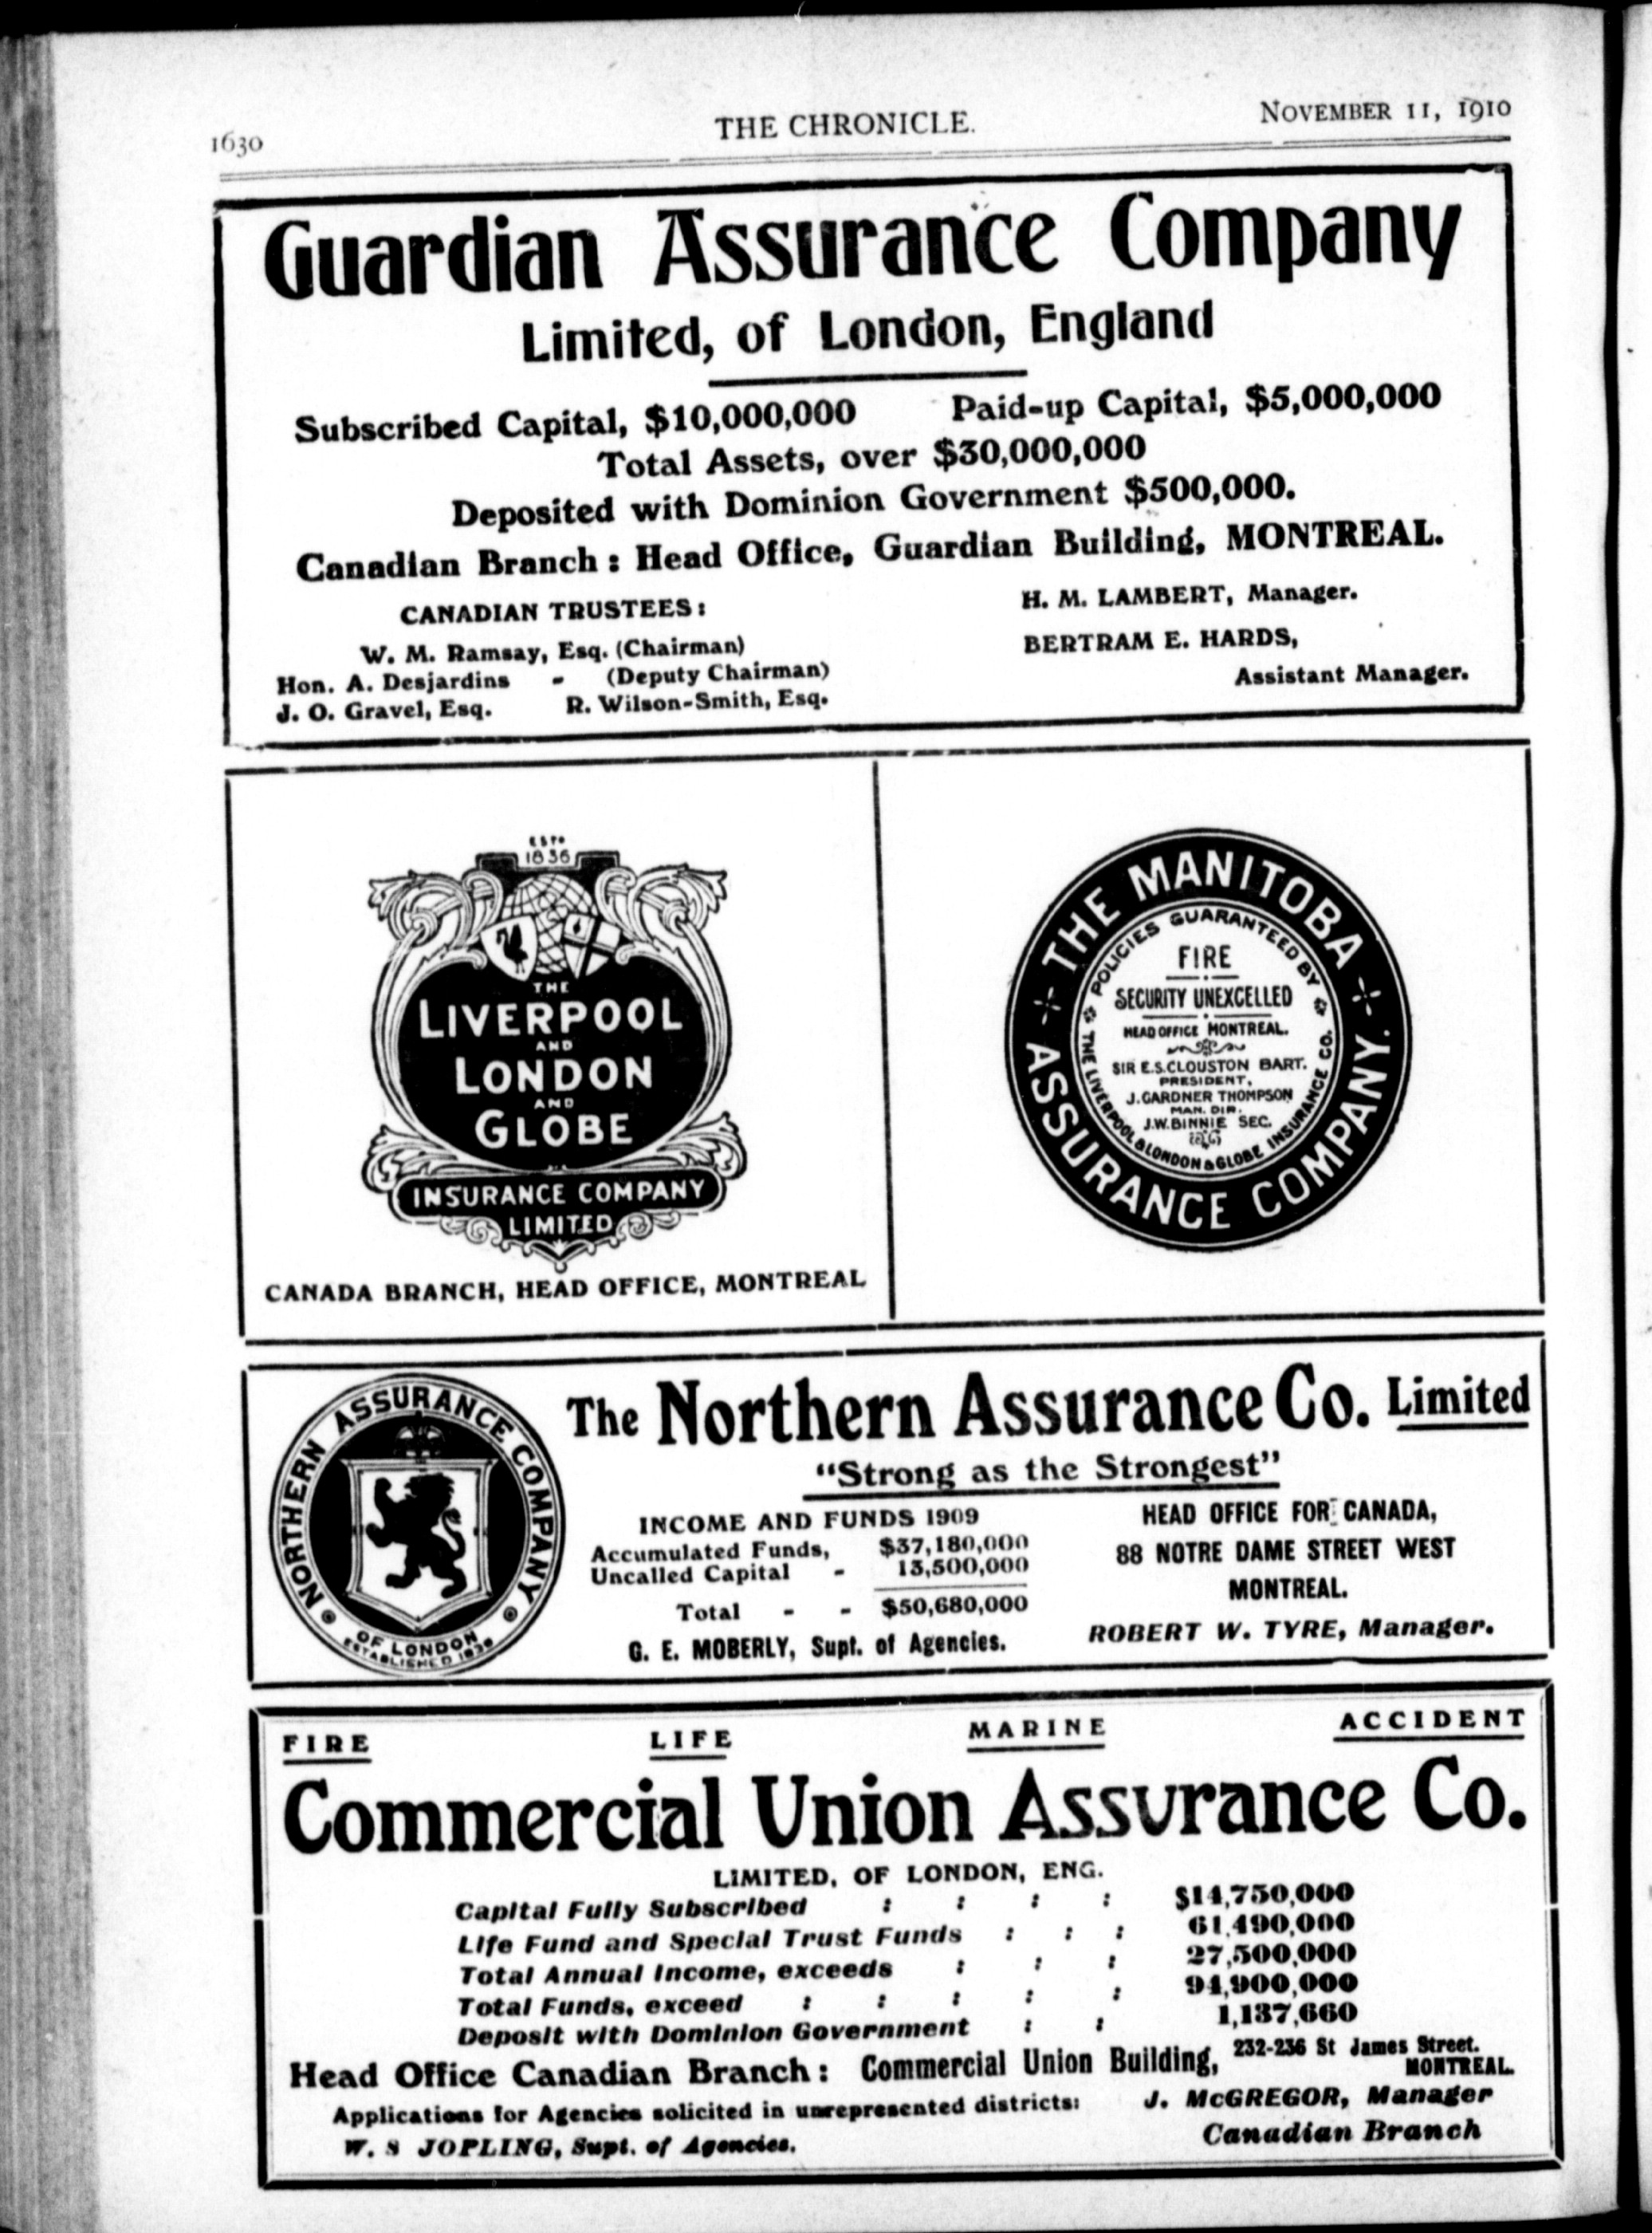 1630
THE CHRONICLE.
NOVEMBER 11, 1910
Guardian Assurance Company
Limited, of London, England
Subscribed Capital, $10,000,000 Paid-up Capital, $5,000,000
Total Assets, over $30,000,000
Deposited with Dominion Government $500,000.
Canadian Branch : Head Office, Guardian Building, MONTREAL.
CANADIAN TRUSTEES :
W. M. Ramsay, Esq. (Chairman)
Hon. A. Desjardins - (Deputy Chairman)
J. O. Gravel, Esq. R. Wilson-Smith, Esq.
H. M. LAMBERT, Manager.
BERTRAM E. HARDS,
Assistant Manager.
ESTD
1836
THE
LIVERPOOL
AND
LONDON
AND
GLOBE
INSURANCE COMPANY
LIMITED
CANADA BRANCH, HEAD OFFICE, MONTREAL
THE MANITOBA
ASSURANCE COMPANY.
POLICIES GUARANTEED BY
THE LIVERPOOL & LONDON & GLOBE INSURANCE CO.
FIRE
SECURITY UNEXCELLED
HEAD OFFICE MONTREAL.
SIR E.S.CLOUSTON BART.
PRESIDENT,
J.GARDNER THOMPSON
MAN. DIR.
J.W.BINNIE SEC.
NORTHERN ASSURANCE COMPANY
OF LONDON
ESTABLISHED 1836
The Northern Assurance Co. Limited
"Strong as the Strongest"
INCOME AND FUNDS 1909
Accumulated Funds, $37,180,000
Uncalled Capital - 13,500,000
Total - - $50,680,000
G. E. MOBERLY, Supt. of Agencies.
HEAD OFFICE FOR CANADA,
88 NOTRE DAME STREET WEST
MONTREAL.
ROBERT W. TYRE, Manager.
FIRE LIFE MARINE ACCIDENT
Commercial Union Assurance Co.
LIMITED, OF LONDON, ENG.
Capital Fully Subscribed : : : : $14,750,000
Life Fund and Special Trust Funds : : : 61,490,000
Total Annual Income, exceeds : : : 27,500,000
Total Funds, exceed : : : : : 94,900,000
Deposit with Dominion Government : : 1,137,660
Head Office Canadian Branch : Commercial Union Building, 232-236 St James Street.
MONTREAL.
Applications for Agencies solicited in unrepresented districts:
W. S JOPLING, Supt. of Agencies.
J. McGREGOR, Manager
Canadian Branch